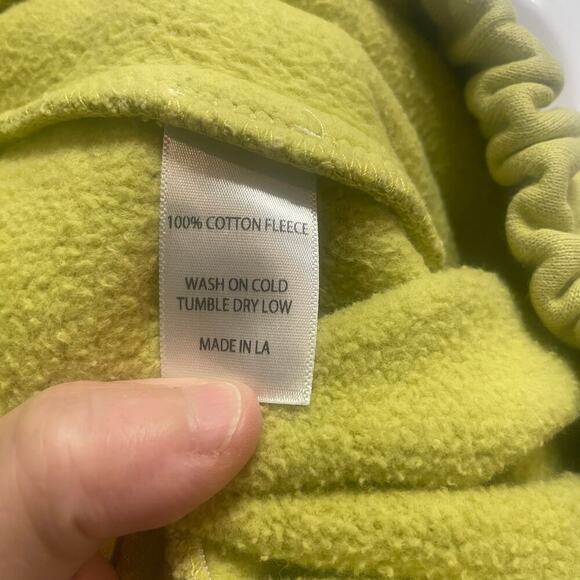 100% COTTON FLEECE
WASH ON COLD
TUMBLE DRY LOW
MADE IN LA